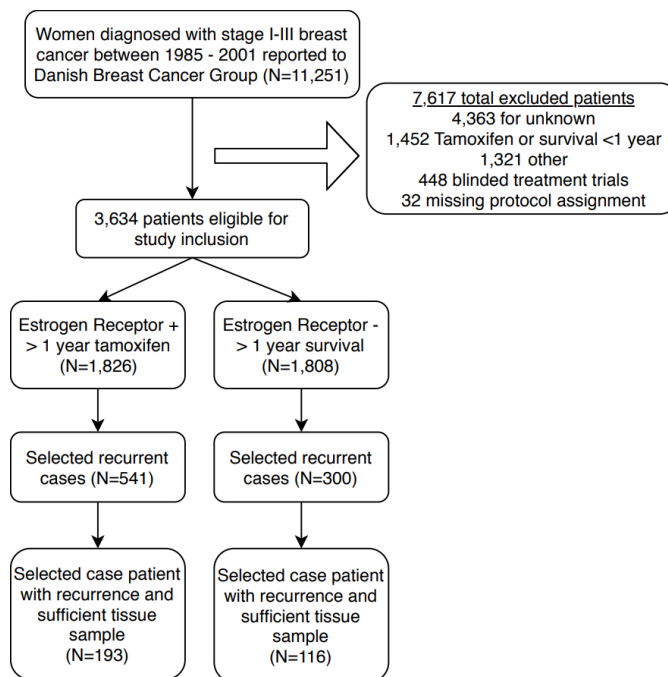 Women diagnosed with stage I-III breast
cancer between 1985 - 2001 reported to
Danish Breast Cancer Group (N=11,251)
7,617 total excluded patients
4,363 for unknown
1,452 Tamoxifen or survival <1 year
1,321 other
448 blinded treatment trials
32 missing protocol assignment
3,634 patients eligible for
study inclusion
Estrogen Receptor +
> 1 year tamoxifen
(N=1,826)
Estrogen Receptor -
> 1 year survival
(N=1,808)
Selected recurrent
cases (N=541)
Selected recurrent
cases (N=300)
Selected case patient
with recurrence and
sufficient tissue
sample
(N=193)
Selected case patient
with recurrence and
sufficient tissue
sample
(N=116)